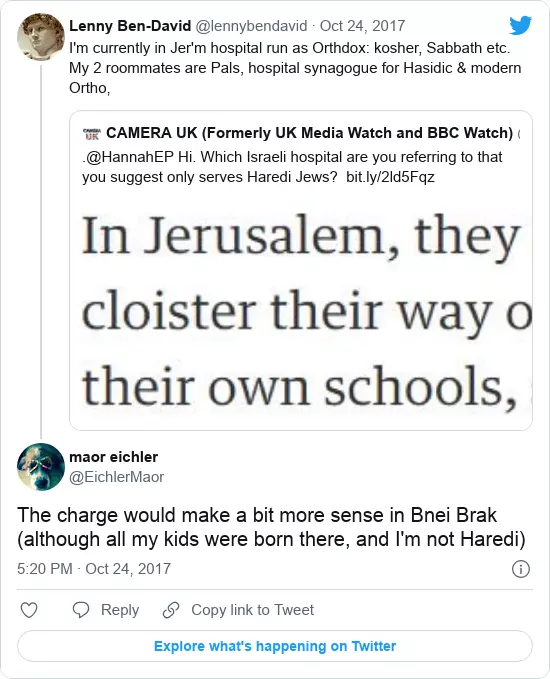 Lenny Ben-David @lennybendavid · Oct 24, 2017
I'm currently in Jer'm hospital run as Orthdox: kosher, Sabbath etc.
My 2 roommates are Pals, hospital synagogue for Hasidic & modern
Ortho,
CAMERA UK CAMERA UK (Formerly UK Media Watch and BBC Watch) (
.@HannahEP Hi. Which Israeli hospital are you referring to that
you suggest only serves Haredi Jews? bit.ly/2ld5Fqz
In Jerusalem, they
cloister their way o
their own schools,
maor eichler
@EichlerMaor
The charge would make a bit more sense in Bnei Brak
(although all my kids were born there, and I'm not Haredi)
5:20 PM · Oct 24, 2017
Reply Copy link to Tweet
Explore what's happening on Twitter